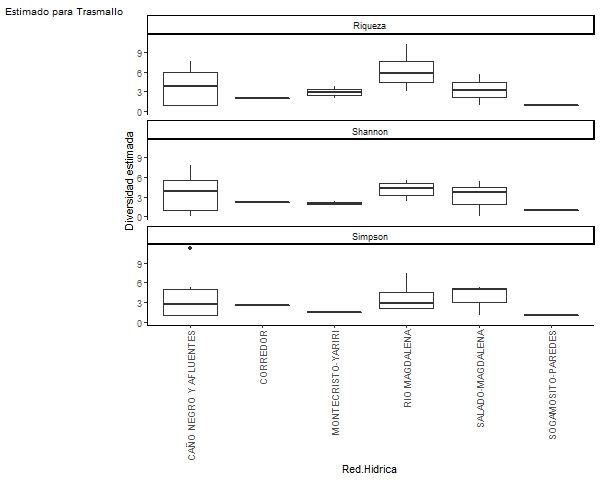 Estimado para Trasmallo
Riqueza
9
6
3
0
Shannon
9
6
3
0
Simpson
9
6
3
0
Diversidad estimada
CAÑO NEGRO Y AFLUENTES
CORREDOR
MONTECRISTO-YARIRI
RIO MAGDALENA
SALADO-MAGDALENA
SOGAMOSITO-PAREDES
Red.Hidrica